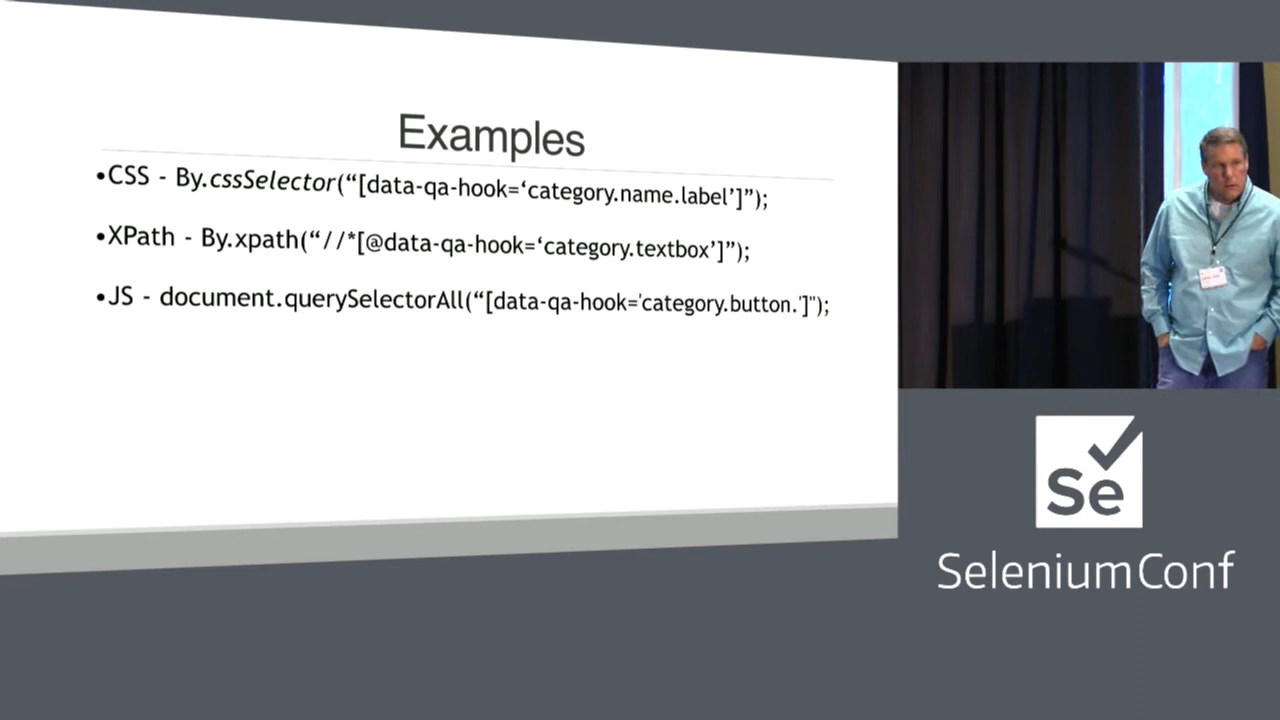 Examples
•CSS - By.cssSelector(“[data-qa-hook=‘category.name.label’]”);
•XPath - By.xpath(“//*[@data-qa-hook=‘category.textbox’]”);
•JS - document.querySelectorAll(“[data-qa-hook='category.button.']");
Se
SeleniumConf